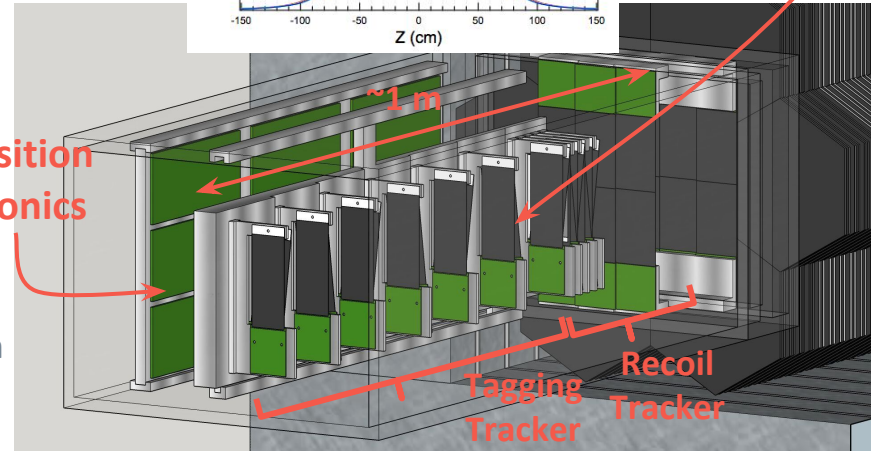 -150 -100 -50 0 50 100 150
Z (cm)
~1 m
sition
onics
Tagging
Tracker
Recoil
Tracker